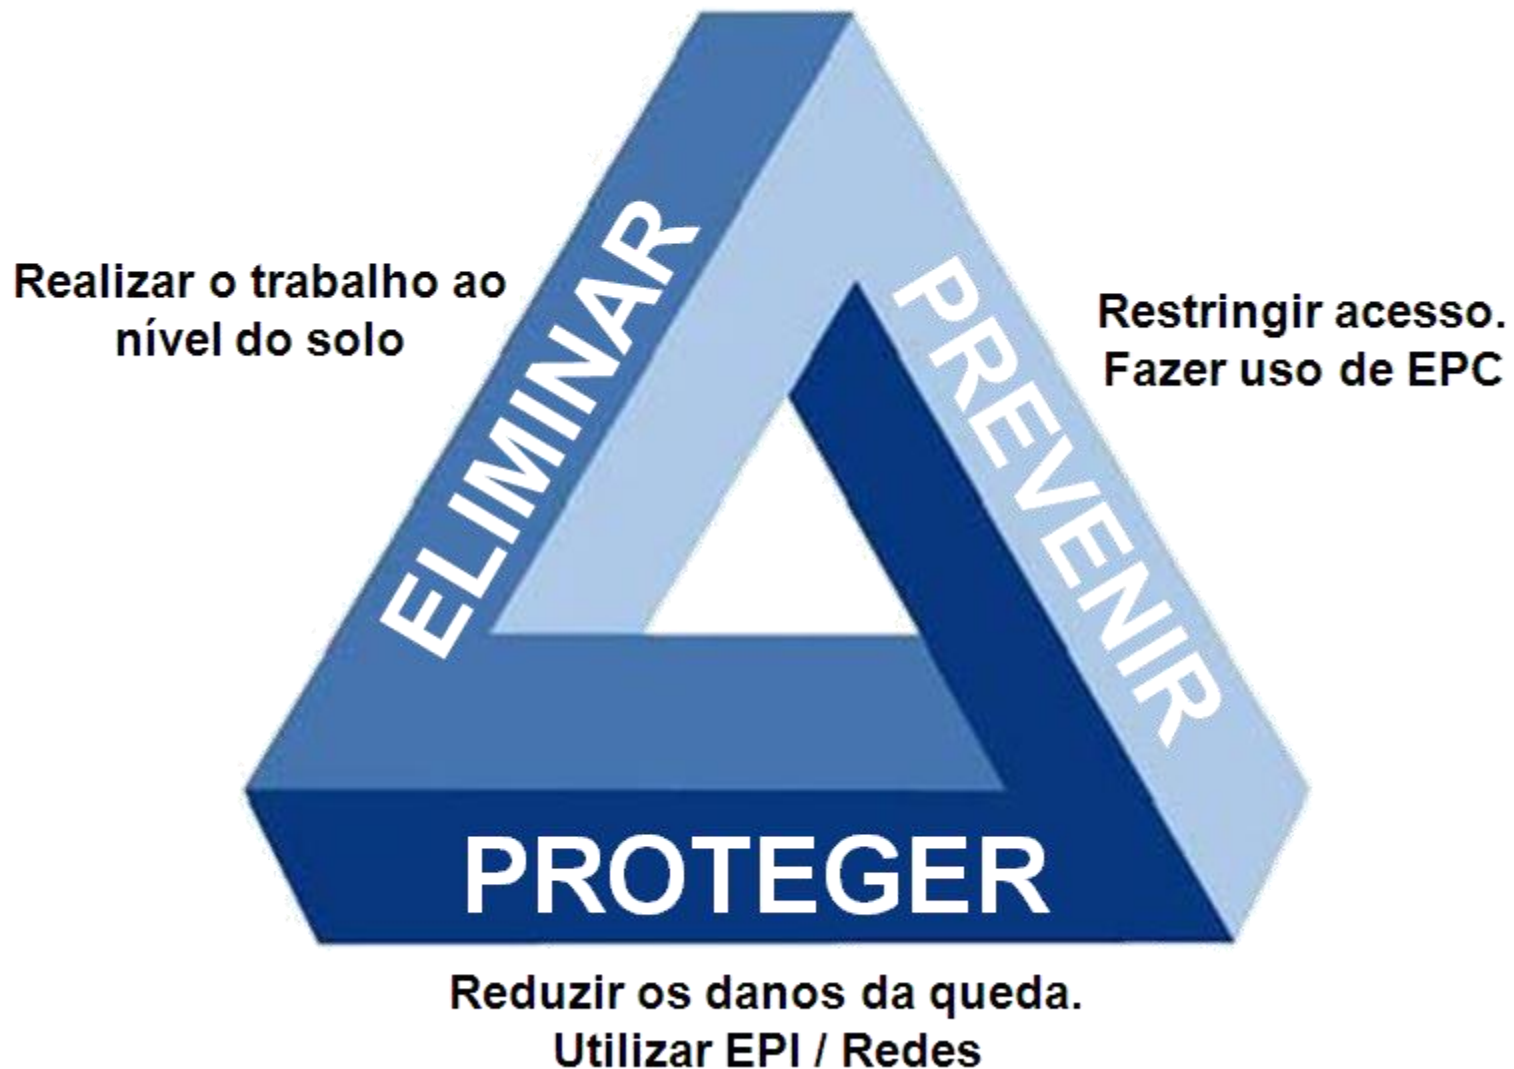 ELIMINAR
Realizar o trabalho ao
nível do solo
PREVENIR
Restringir acesso.
Fazer uso de EPC
PROTEGER
Reduzir os danos da queda.
Utilizar EPI / Redes